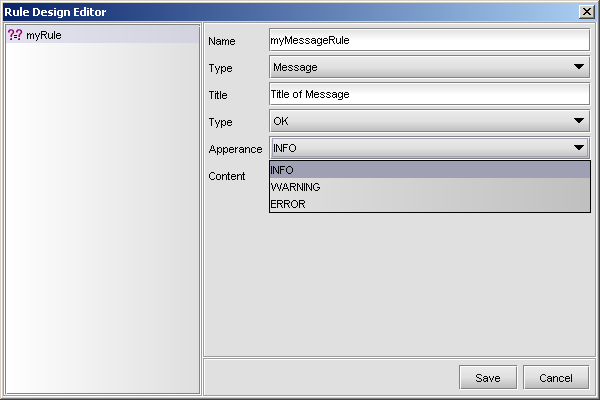 Rule Design Editor
?-? myRule
Name myMessageRule
Type Message
Title Title of Message
Type OK
Apperance INFO
Content
INFO
WARNING
ERROR
Save Cancel